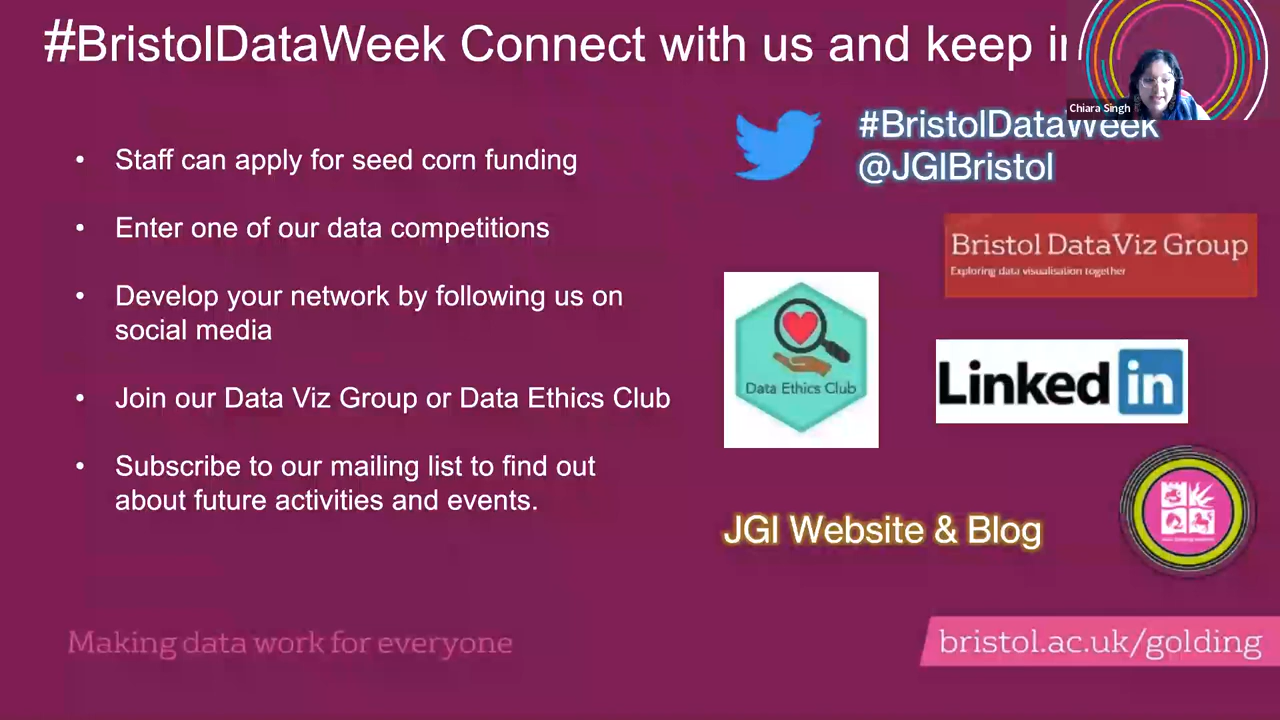 #BristolDataWeek Connect with us and keep in
Chiara Singh
#BristolDataWeek
@JGIBristol
• Staff can apply for seed corn funding
• Enter one of our data competitions
• Develop your network by following us on
social media
• Join our Data Viz Group or Data Ethics Club
• Subscribe to our mailing list to find out
about future activities and events.
Bristol DataViz Group
Exploring data visualisation together
Data Ethics Club
Linked in
JGI Website & Blog
Making data work for everyone
bristol.ac.uk/golding